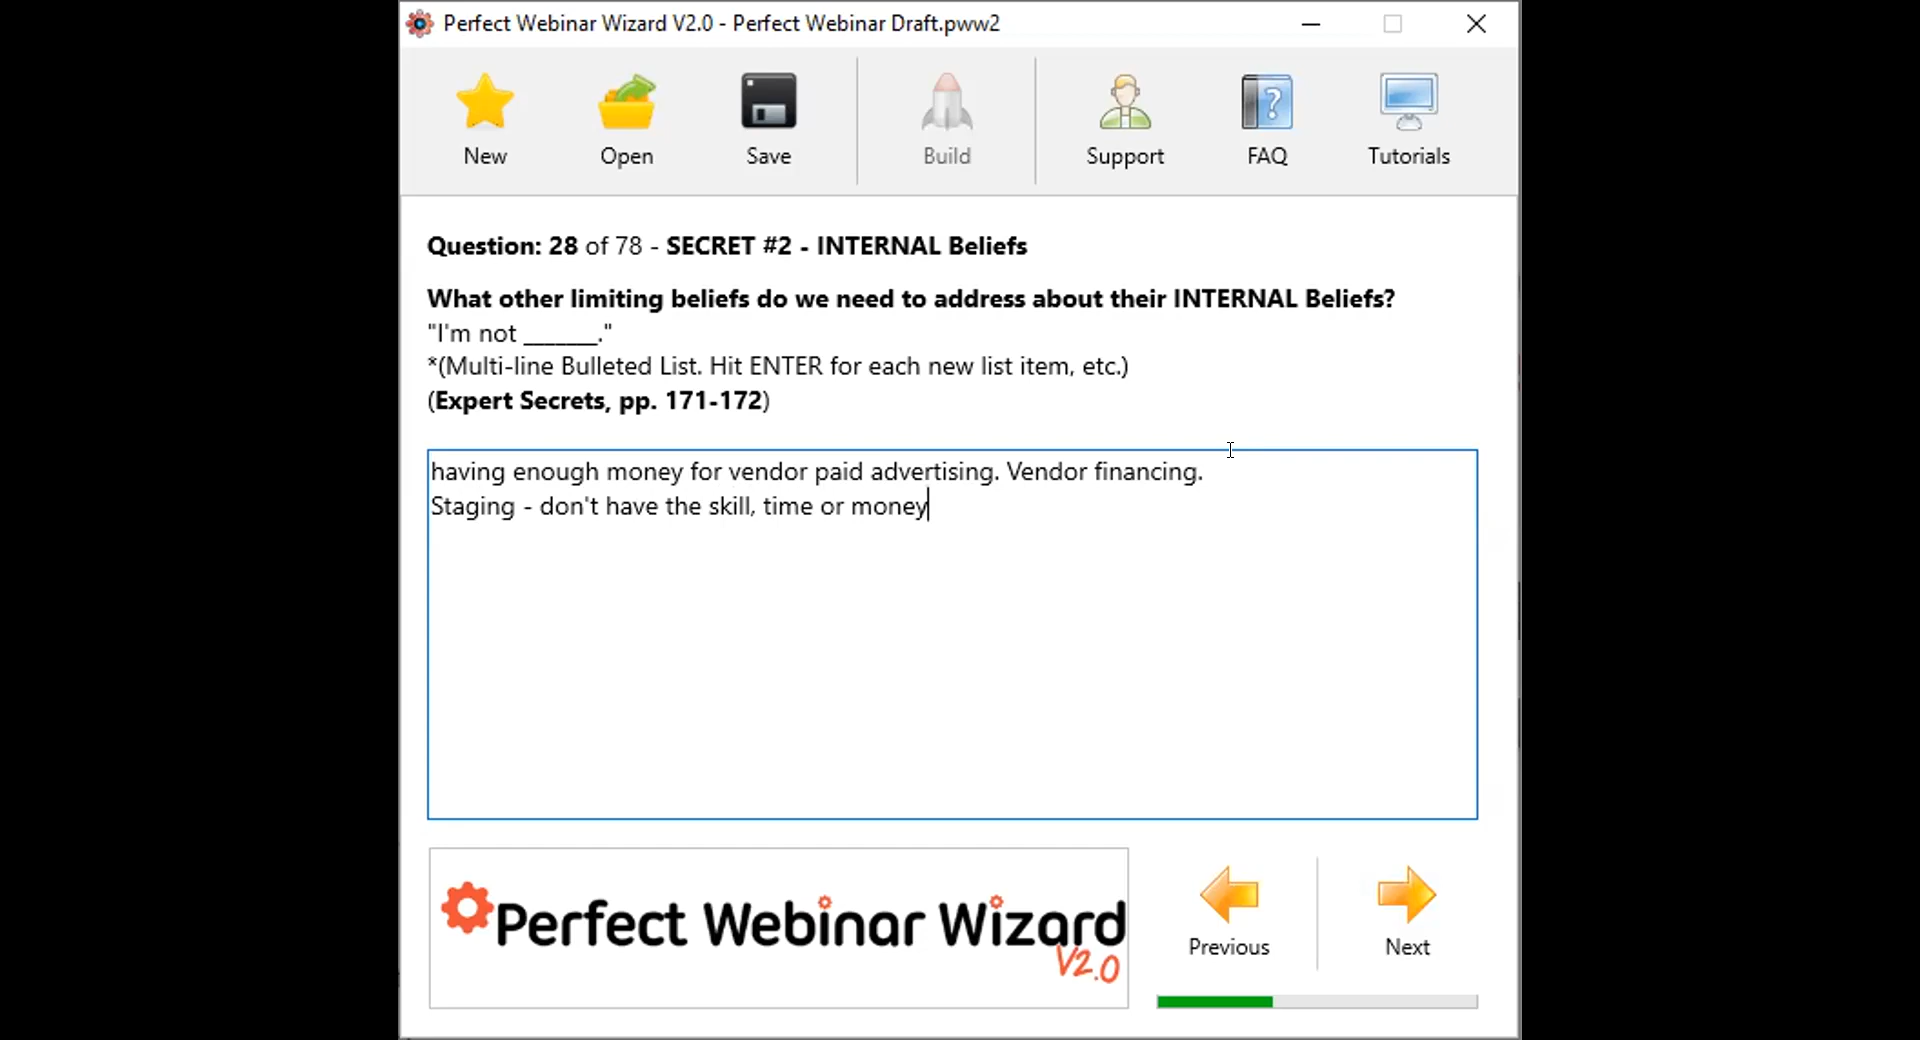 Perfect Webinar Wizard V2.0 - Perfect Webinar Draft.pww2
New
Open
Save
Build
Support
FAQ
Tutorials
Question: 28 of 78 - SECRET #2 - INTERNAL Beliefs
What other limiting beliefs do we need to address about their INTERNAL Beliefs?
"I'm not _______."
*(Multi-line Bulleted List. Hit ENTER for each new list item, etc.)
(Expert Secrets, pp. 171-172)
having enough money for vendor paid advertising. Vendor financing.
Staging - don't have the skill, time or money
Perfect Webinar Wizard
V2.0
Previous
Next